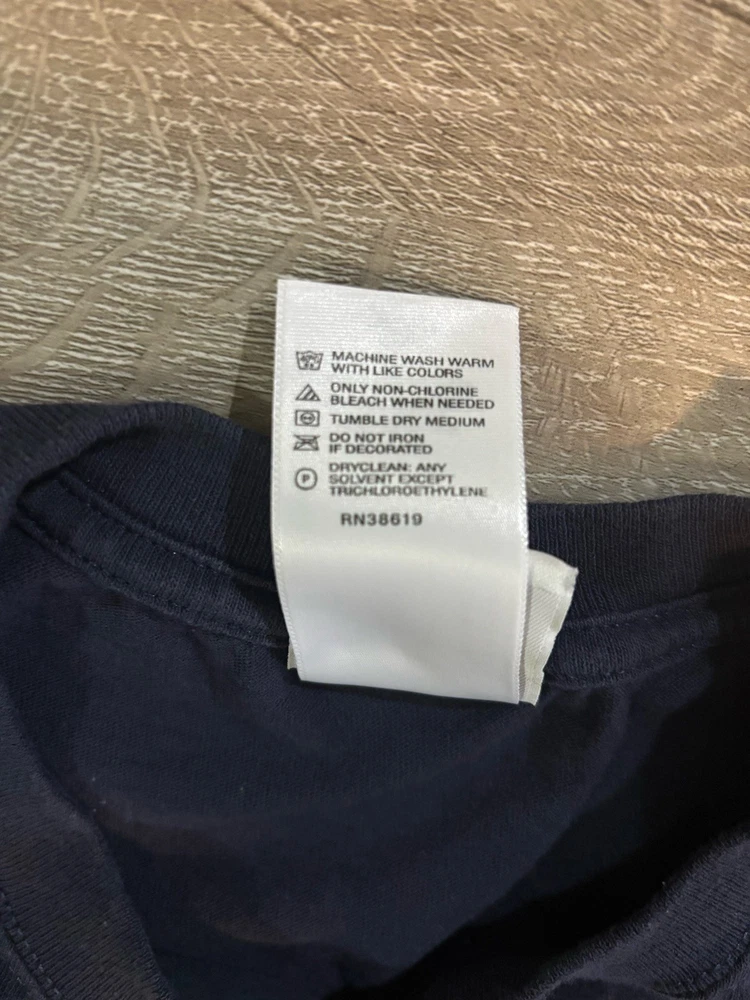 MACHINE WASH WARM
WITH LIKE COLORS
ONLY NON-CHLORINE
BLEACH WHEN NEEDED
TUMBLE DRY MEDIUM
DO NOT IRON
IF DECORATED
P
DRYCLEAN: ANY
SOLVENT EXCEPT
TRICHLOROETHYLENE
RN38619